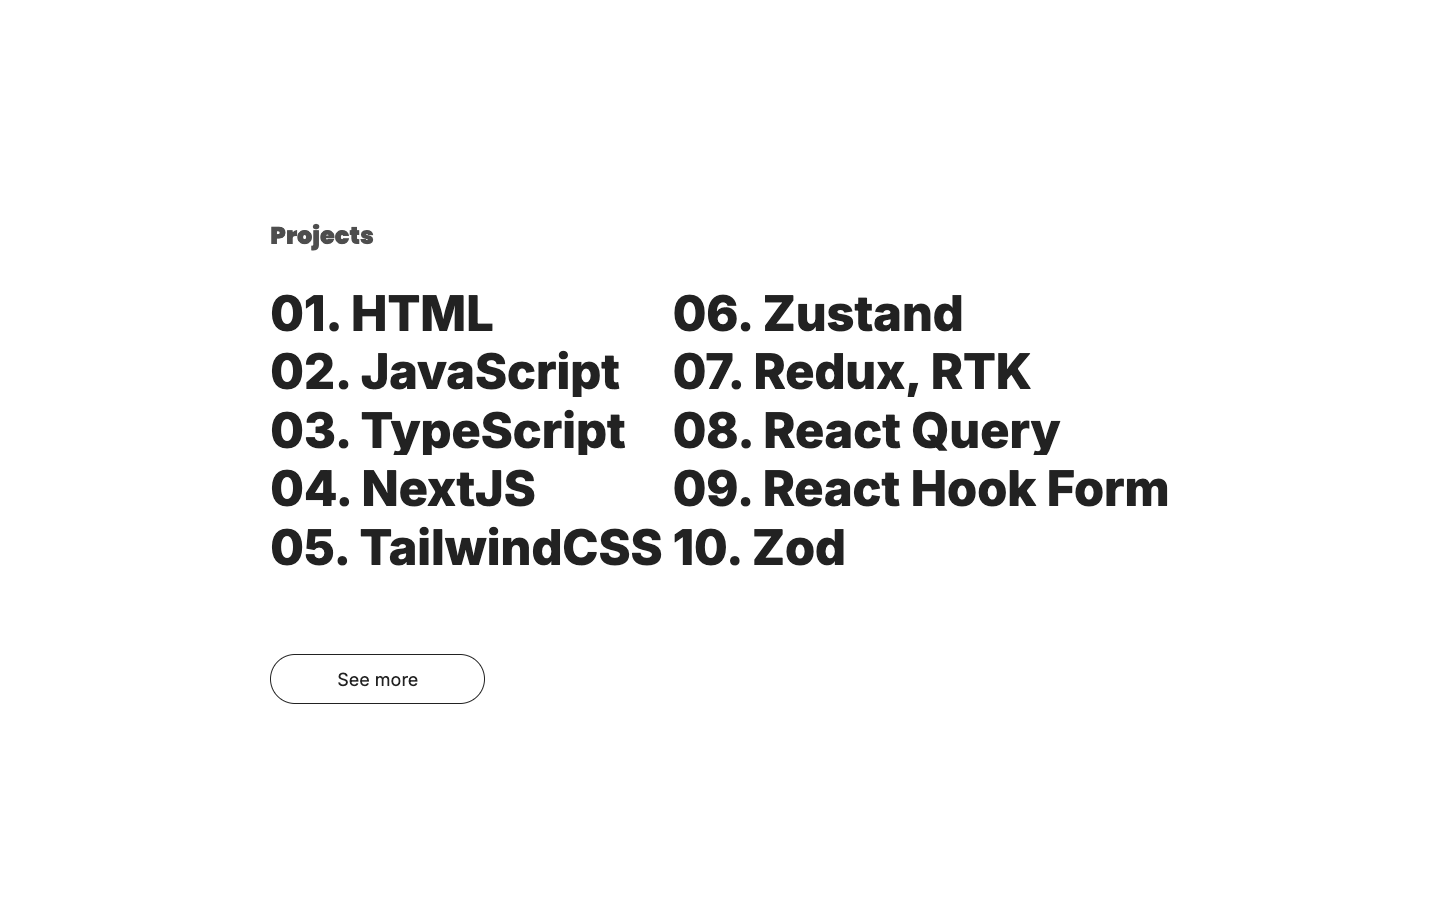 Projects
01. HTML
02. JavaScript
03. TypeScript
04. NextJS
05. TailwindCSS
06. Zustand
07. Redux, RTK
08. React Query
09. React Hook Form
10. Zod
See more